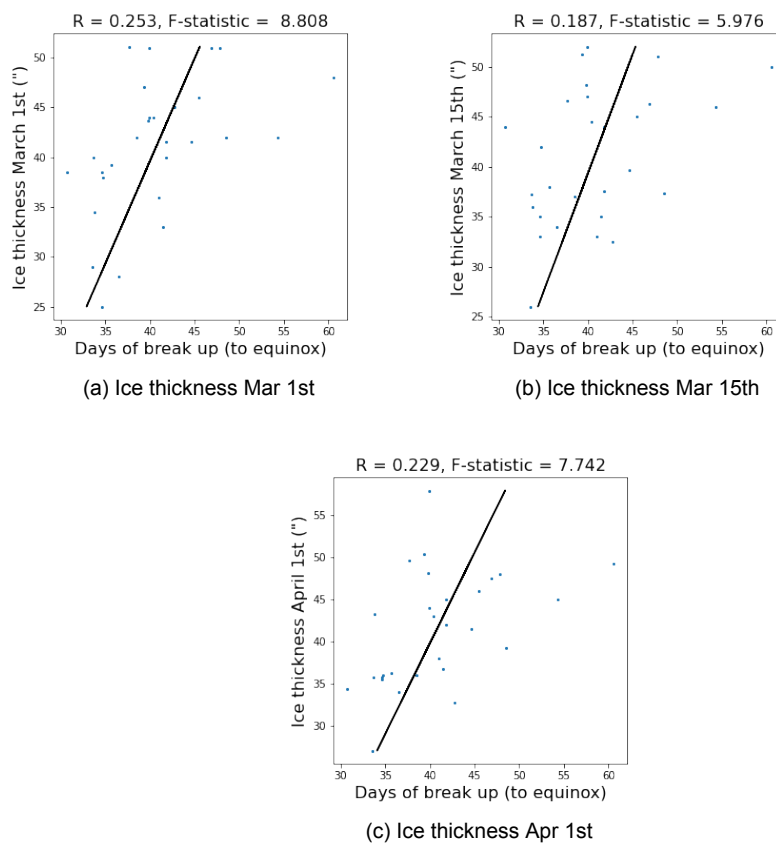 R = 0.253, F-statistic =  8.808
Ice thickness March 1st (")
50
45
40
35
30
25
30 35 40 45 50 55 60
Days of break up (to equinox)
(a) Ice thickness Mar 1st
R = 0.187, F-statistic = 5.976
Ice thickness March 15th (")
50
45
40
35
30
25
30 35 40 45 50 55 60
Days of break up (to equinox)
(b) Ice thickness Mar 15th
R = 0.229, F-statistic = 7.742
Ice thickness April 1st (")
55
50
45
40
35
30
30 35 40 45 50 55 60
Days of break up (to equinox)
(c) Ice thickness Apr 1st